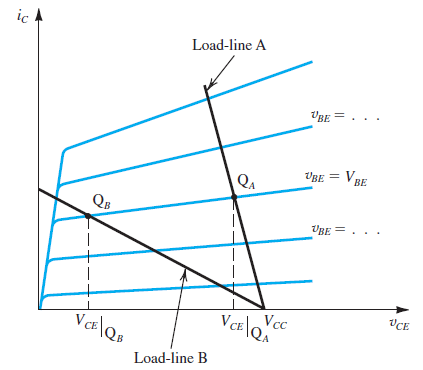 i_C
Load-line A
v_BE = . . .
Q_A
v_BE = V_BE
Q_B
v_BE = . . .
V_CE|Q_B
V_CE|Q_A
V_CC
v_CE
Load-line B